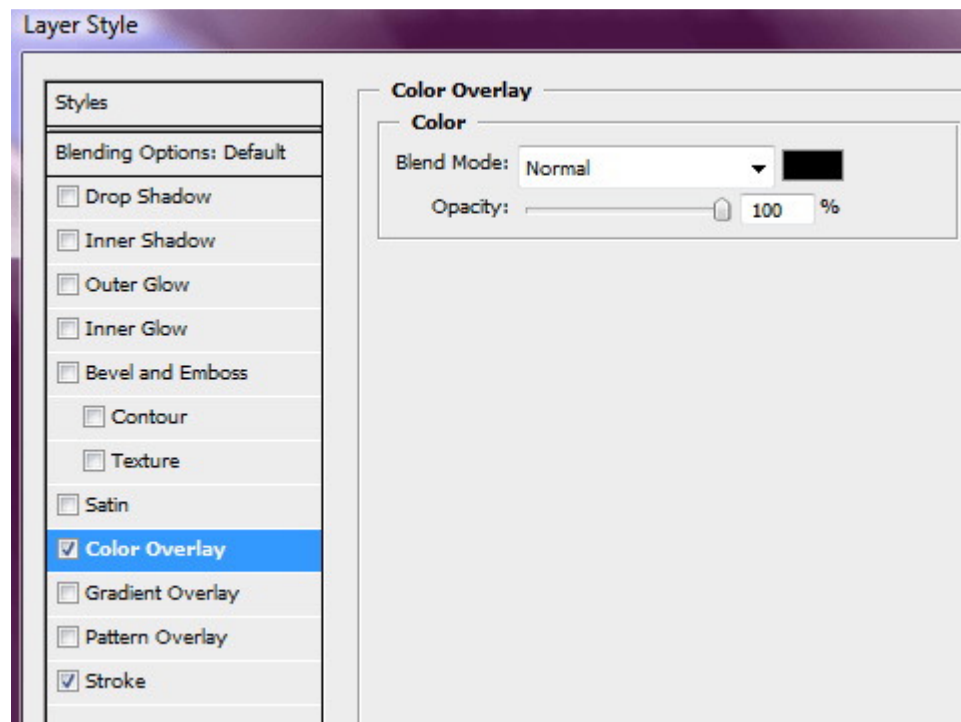 Layer Style
Styles
Blending Options: Default
Drop Shadow
Inner Shadow
Outer Glow
Inner Glow
Bevel and Emboss
Contour
Texture
Satin
Color Overlay
Gradient Overlay
Pattern Overlay
Stroke
Color Overlay
Color
Blend Mode: Normal
Opacity: 100 %